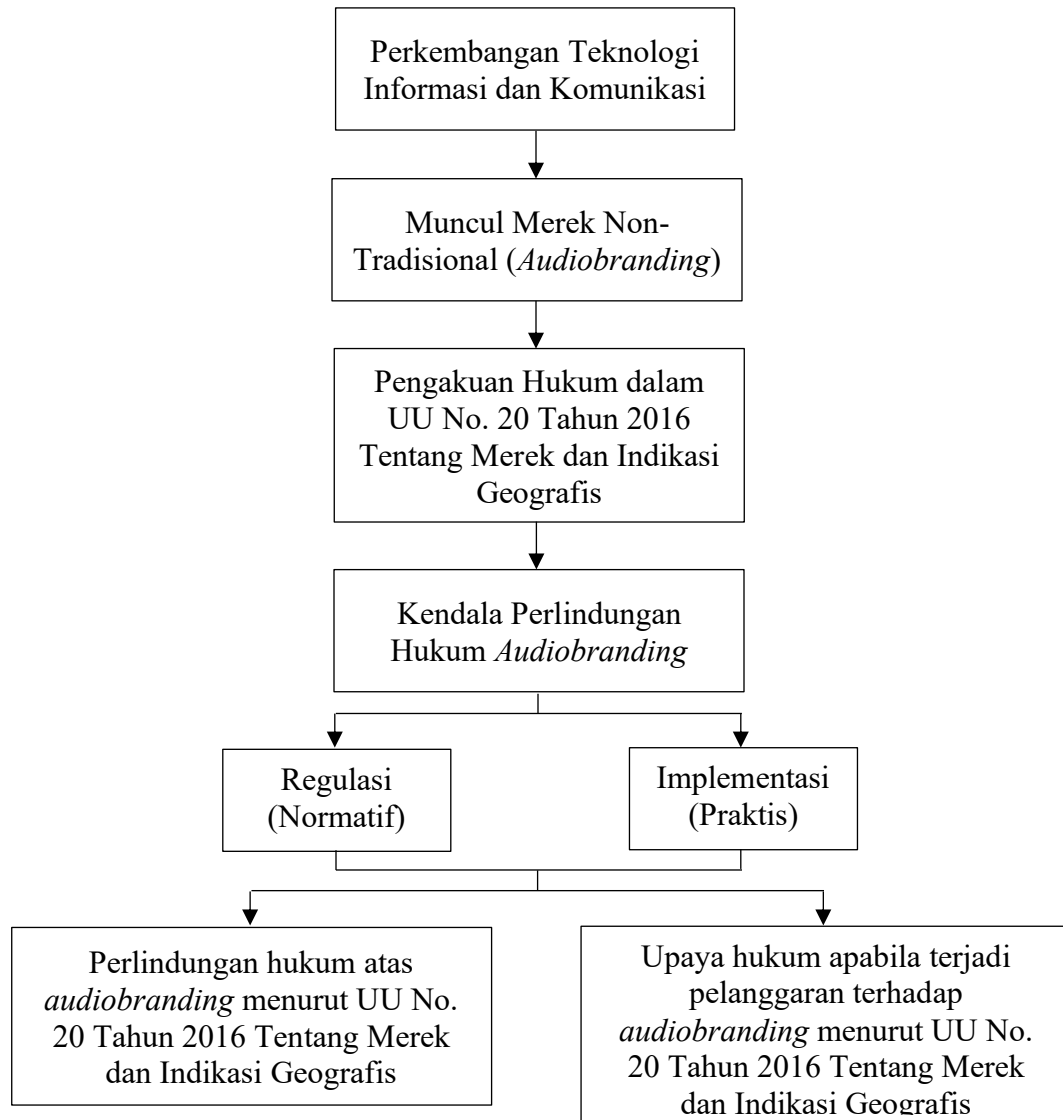 Perkembangan Teknologi
Informasi dan Komunikasi
Muncul Merek Non-
Tradisional (Audiobranding)
Pengakuan Hukum dalam
UU No. 20 Tahun 2016
Tentang Merek dan Indikasi
Geografis
Kendala Perlindungan
Hukum Audiobranding
Regulasi
(Normatif)
Implementasi
(Praktis)
Perlindungan hukum atas
audiobranding menurut UU No.
20 Tahun 2016 Tentang Merek
dan Indikasi Geografis
Upaya hukum apabila terjadi
pelanggaran terhadap
audiobranding menurut UU No.
20 Tahun 2016 Tentang Merek
dan Indikasi Geografis